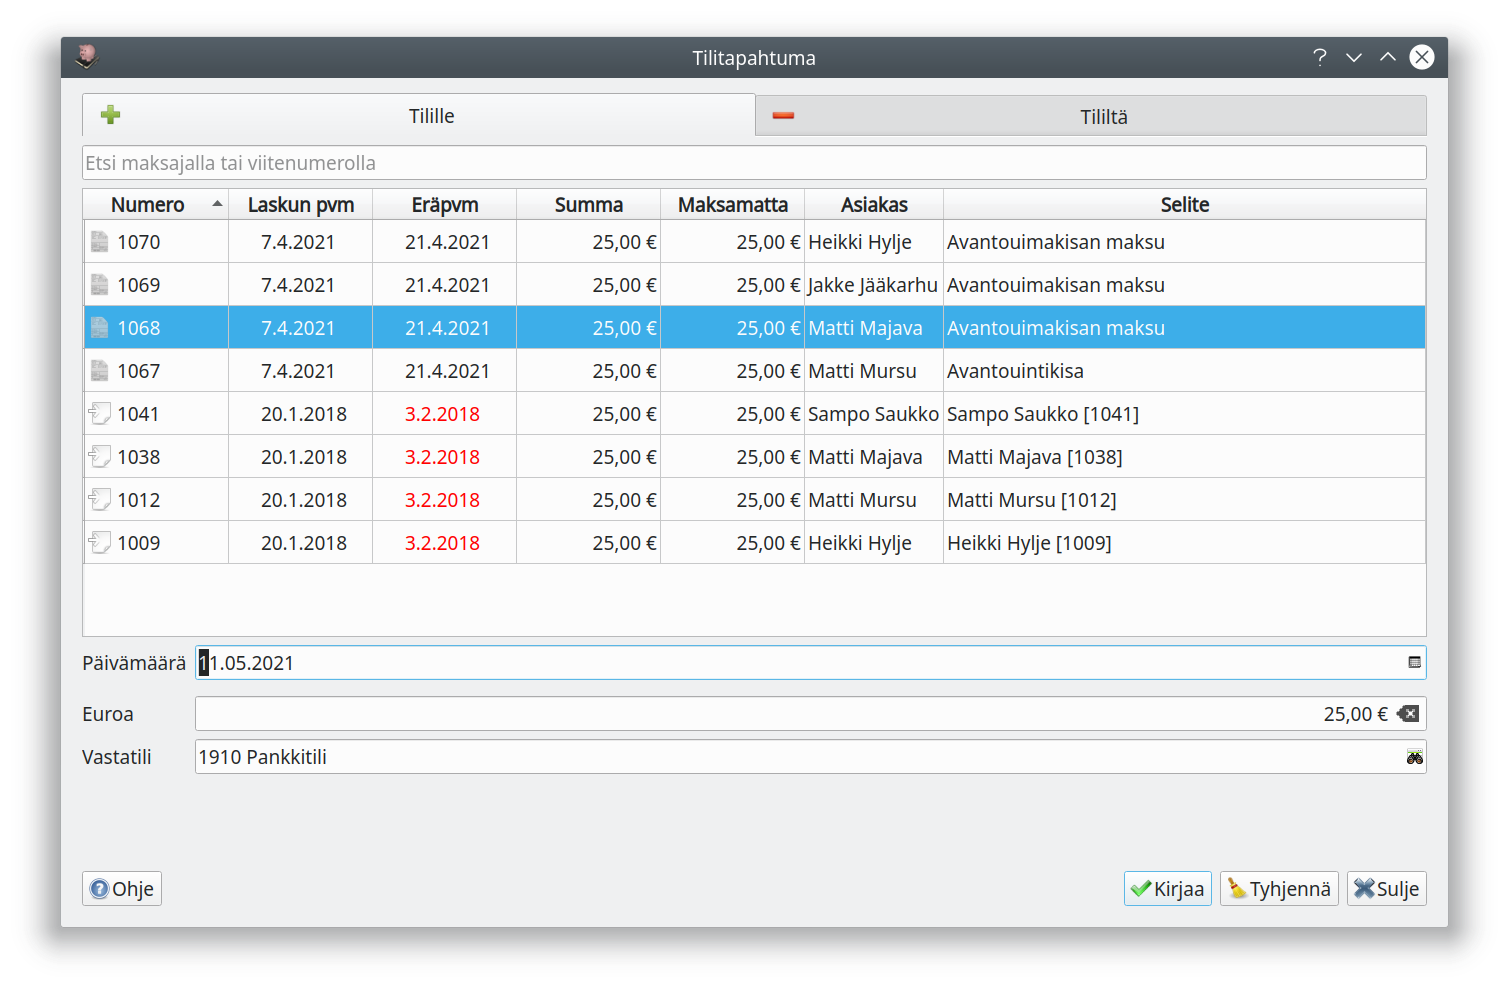 Tilitapahtuma
Tilille Tililtä
Etsi maksajalla tai viitenumerolla
Numero Laskun pvm Eräpvm Summa Maksamatta Asiakas Selite
1070 7.4.2021 21.4.2021 25,00 € 25,00 € Heikki Hylje Avantouimakisan maksu
1069 7.4.2021 21.4.2021 25,00 € 25,00 € Jakke Jääkarhu Avantouimakisan maksu
1068 7.4.2021 21.4.2021 25,00 € 25,00 € Matti Majava Avantouimakisan maksu
1067 7.4.2021 21.4.2021 25,00 € 25,00 € Matti Mursu Avantouintikisa
1041 20.1.2018 3.2.2018 25,00 € 25,00 € Sampo Saukko Sampo Saukko [1041]
1038 20.1.2018 3.2.2018 25,00 € 25,00 € Matti Majava Matti Majava [1038]
1012 20.1.2018 3.2.2018 25,00 € 25,00 € Matti Mursu Matti Mursu [1012]
1009 20.1.2018 3.2.2018 25,00 € 25,00 € Heikki Hylje Heikki Hylje [1009]
Päivämäärä 11.05.2021
Euroa 25,00 €
Vastatili 1910 Pankkitili
Ohje Kirjaa Tyhjennä Sulje